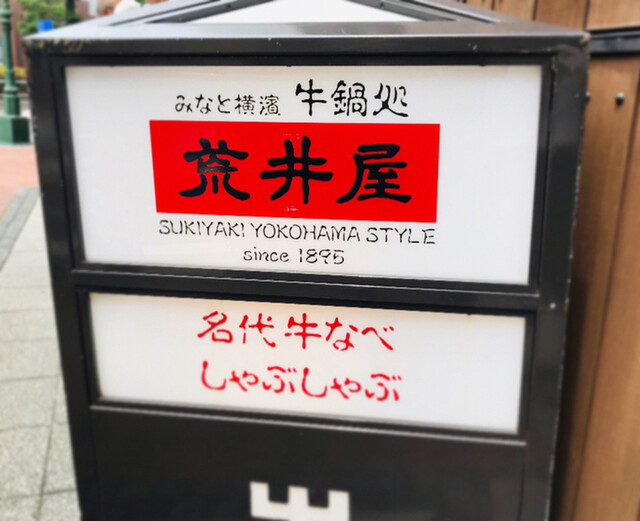 みなと横濱 牛鍋処
荒井屋
SUKIYAKI YOKOHAMA STYLE
since 1895
名代牛なべ
しゃぶしゃぶ